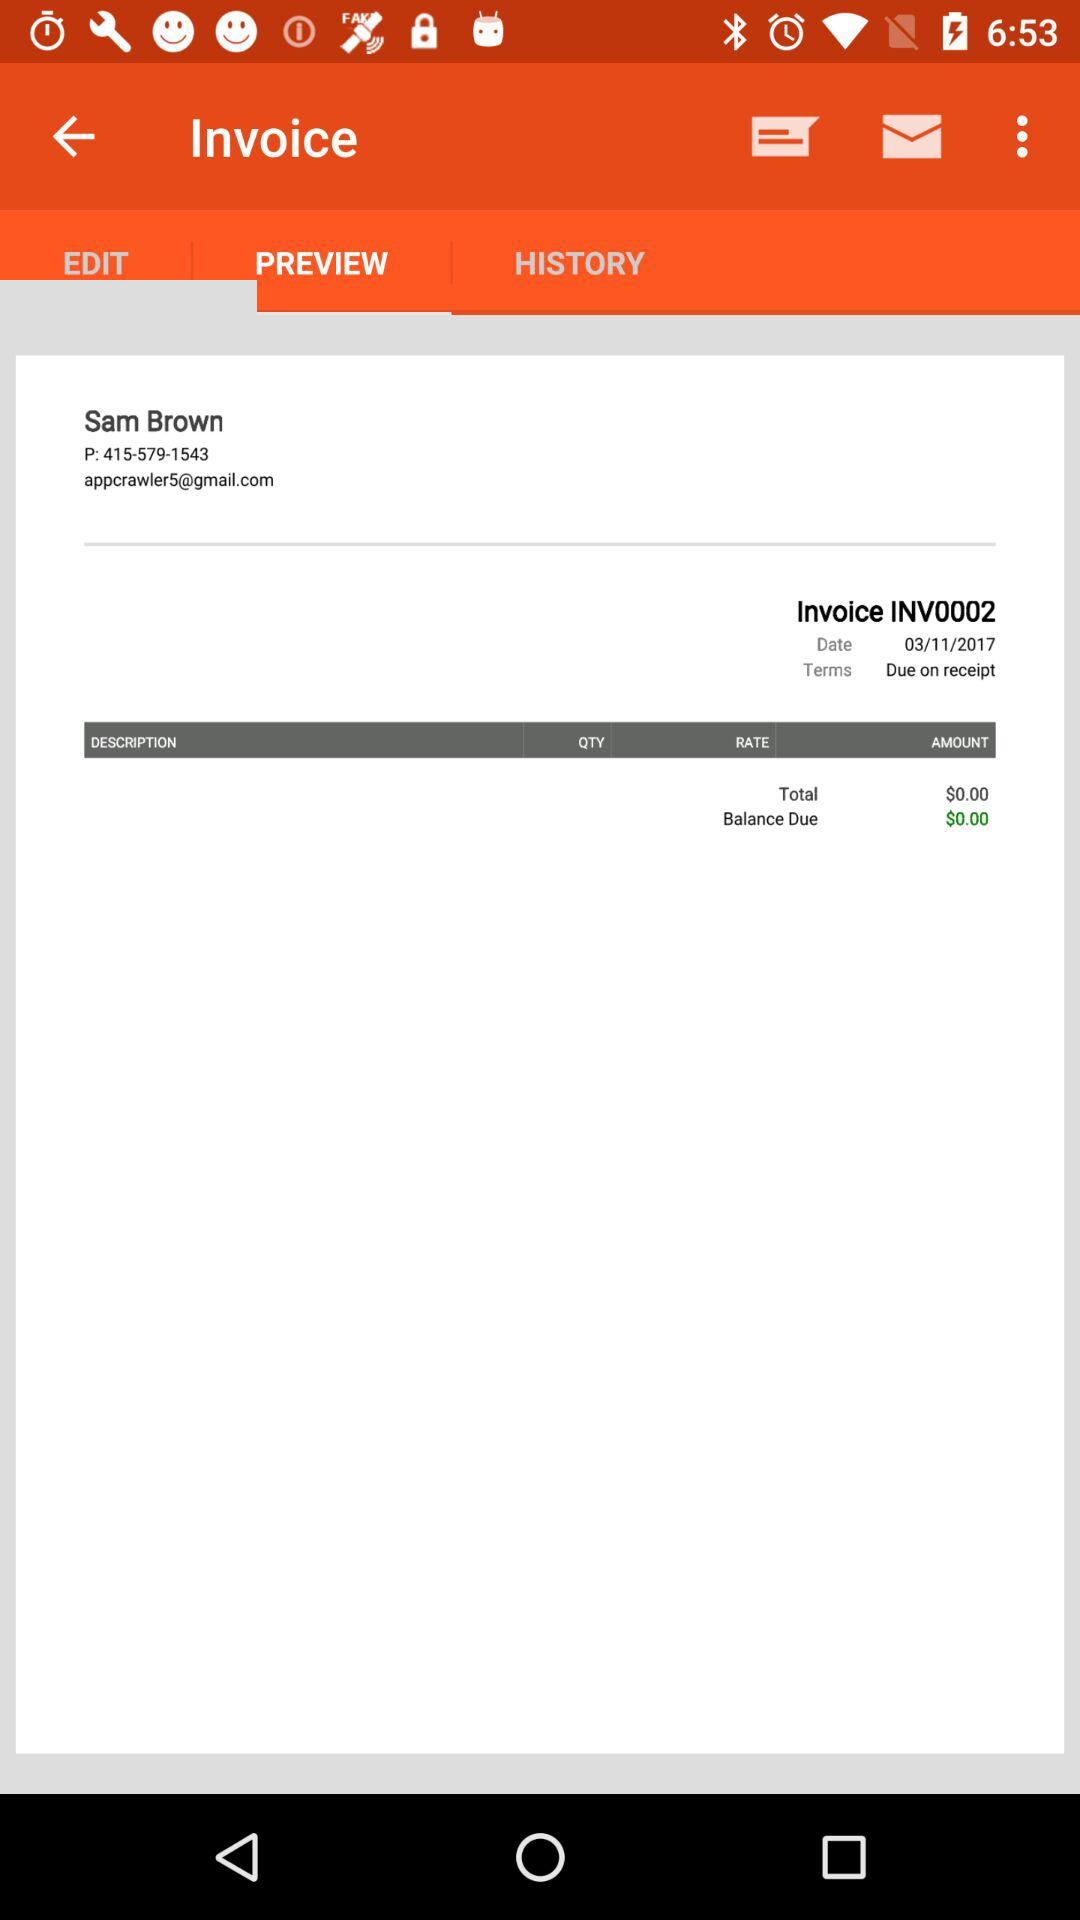 FAKE 6:53
Invoice
EDIT PREVIEW HISTORY
Sam Brown
P: 415-579-1543
appcrawler5@gmail.com
Invoice INV0002
Date 03/11/2017
Terms Due on receipt
DESCRIPTION QTY RATE AMOUNT
Total $0.00
Balance Due $0.00